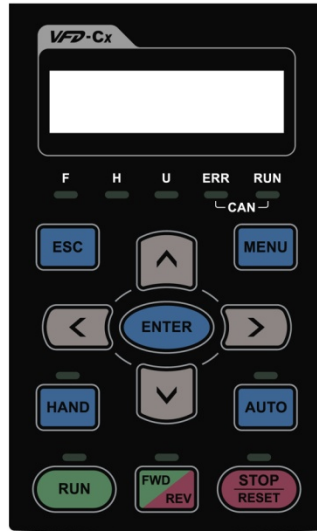 VFD-Cx
F H U ERR RUN
CAN
ESC MENU
ENTER
HAND AUTO
RUN FWD REV STOP RESET